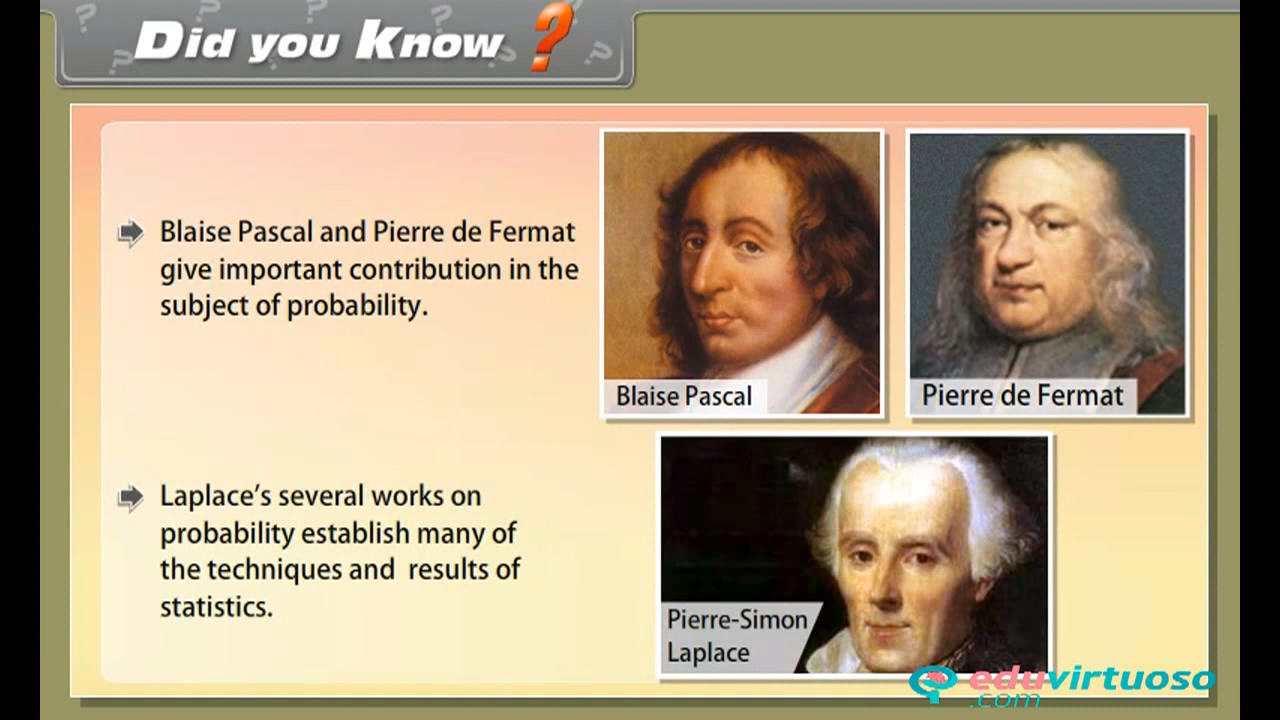 Did you Know ?
Blaise Pascal and Pierre de Fermat
give important contribution in the
subject of probability.
Blaise Pascal
Pierre de Fermat
Laplace’s several works on
probability establish many of
the techniques and results of
statistics.
Pierre-Simon
Laplace
eduvirtuoso
.com